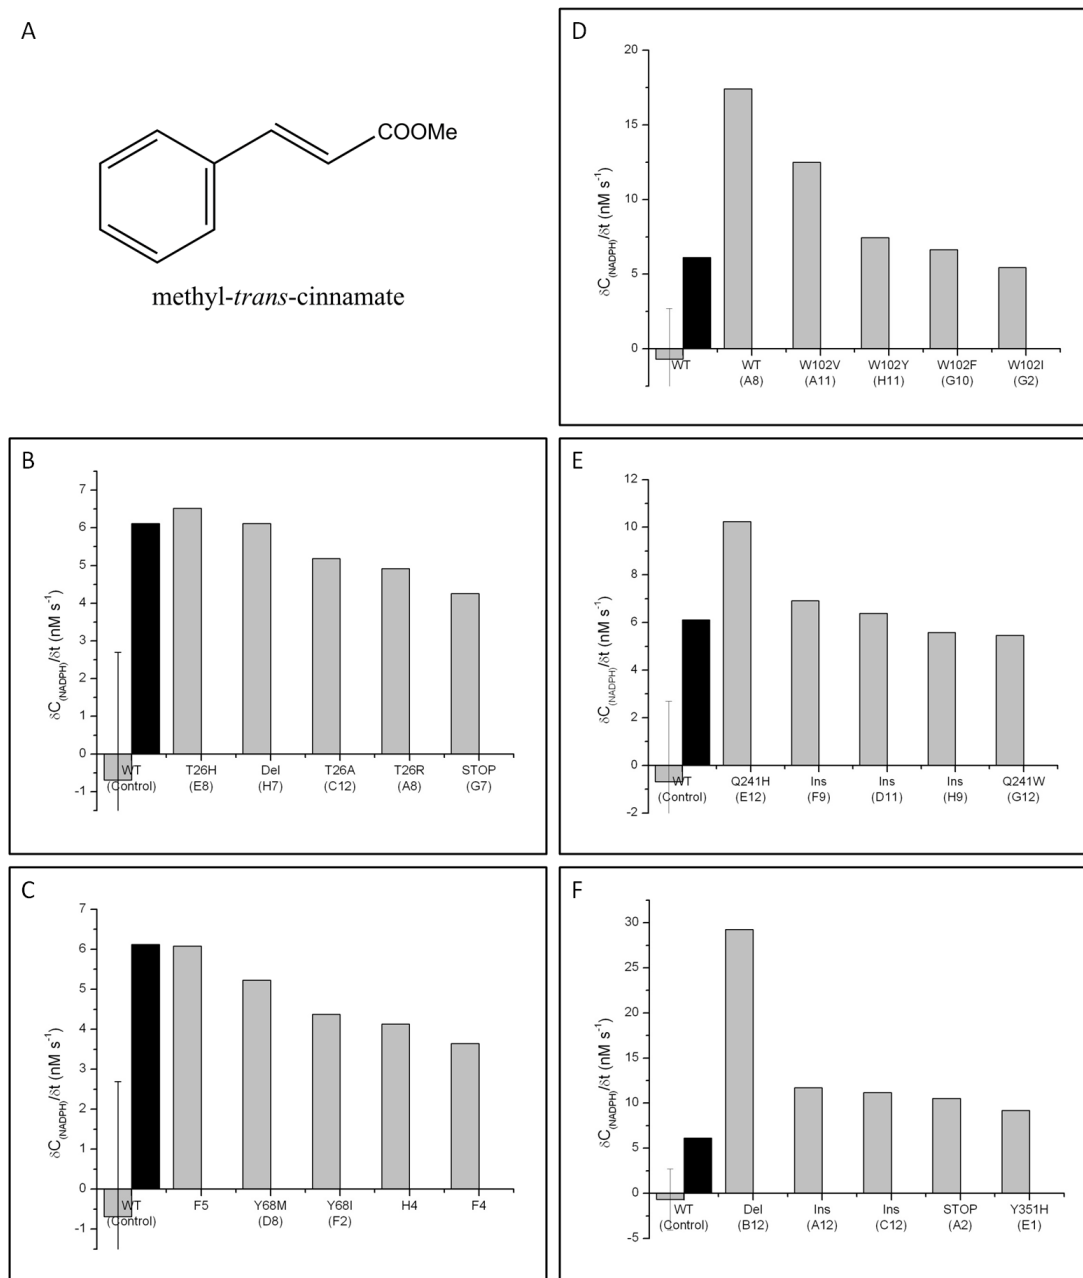 A
COOMe
methyl-trans-cinnamate
B
δC(NADPH)/δt (nM s-1)
7
6
5
4
3
2
1
0
-1
WT T26H Del T26A T26R STOP
(Control) (E8) (H7) (C12) (A8) (G7)
C
δC(NADPH)/δt (nM s-1)
7
6
5
4
3
2
1
0
-1
WT F5 Y68M Y68I H4 F4
(Control) (D8) (F2)
D
δC(NADPH)/δt (nM s-1)
20
15
10
5
0
WT WT W102V W102Y W102F W102I
(A8) (A11) (H11) (G10) (G2)
E
δC(NADPH)/δt (nM s-1)
12
10
8
6
4
2
0
-2
WT Q241H Ins Ins Ins Q241W
(Control) (E12) (F9) (D11) (H9) (G12)
F
δC(NADPH)/δt (nM s-1)
30
25
20
15
10
5
0
-5
WT Del Ins Ins STOP Y351H
(Control) (B12) (A12) (C12) (A2) (E1)